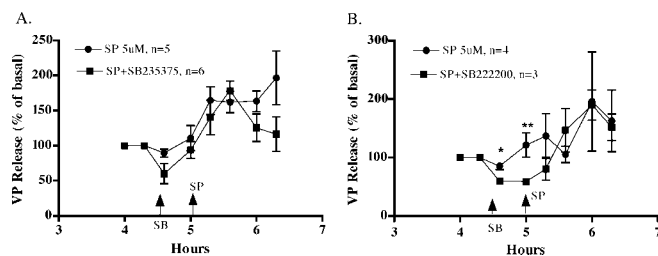 A.
SP 5uM, n=5
SP+SB235375, n=6
VP Release (% of basal)
250
200
150
100
50
0
SP
SB
3 4 5 6 7
Hours
B.
SP 5uM, n=4
SP+SB222200, n=3
VP Release (% of basal)
300
200
100
0
*
**
SP
SB
3 4 5 6 7
Hours